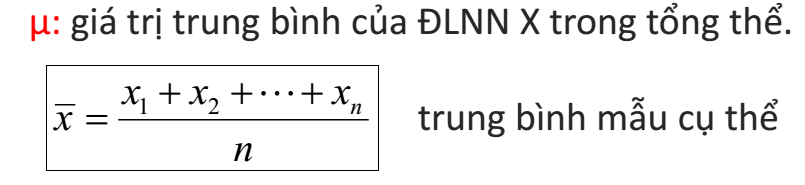 μ: giá trị trung bình của ĐLNN X trong tổng thể.
x̅ = (x₁ + x₂ + ⋯ + xₙ) / n trung bình mẫu cụ thể